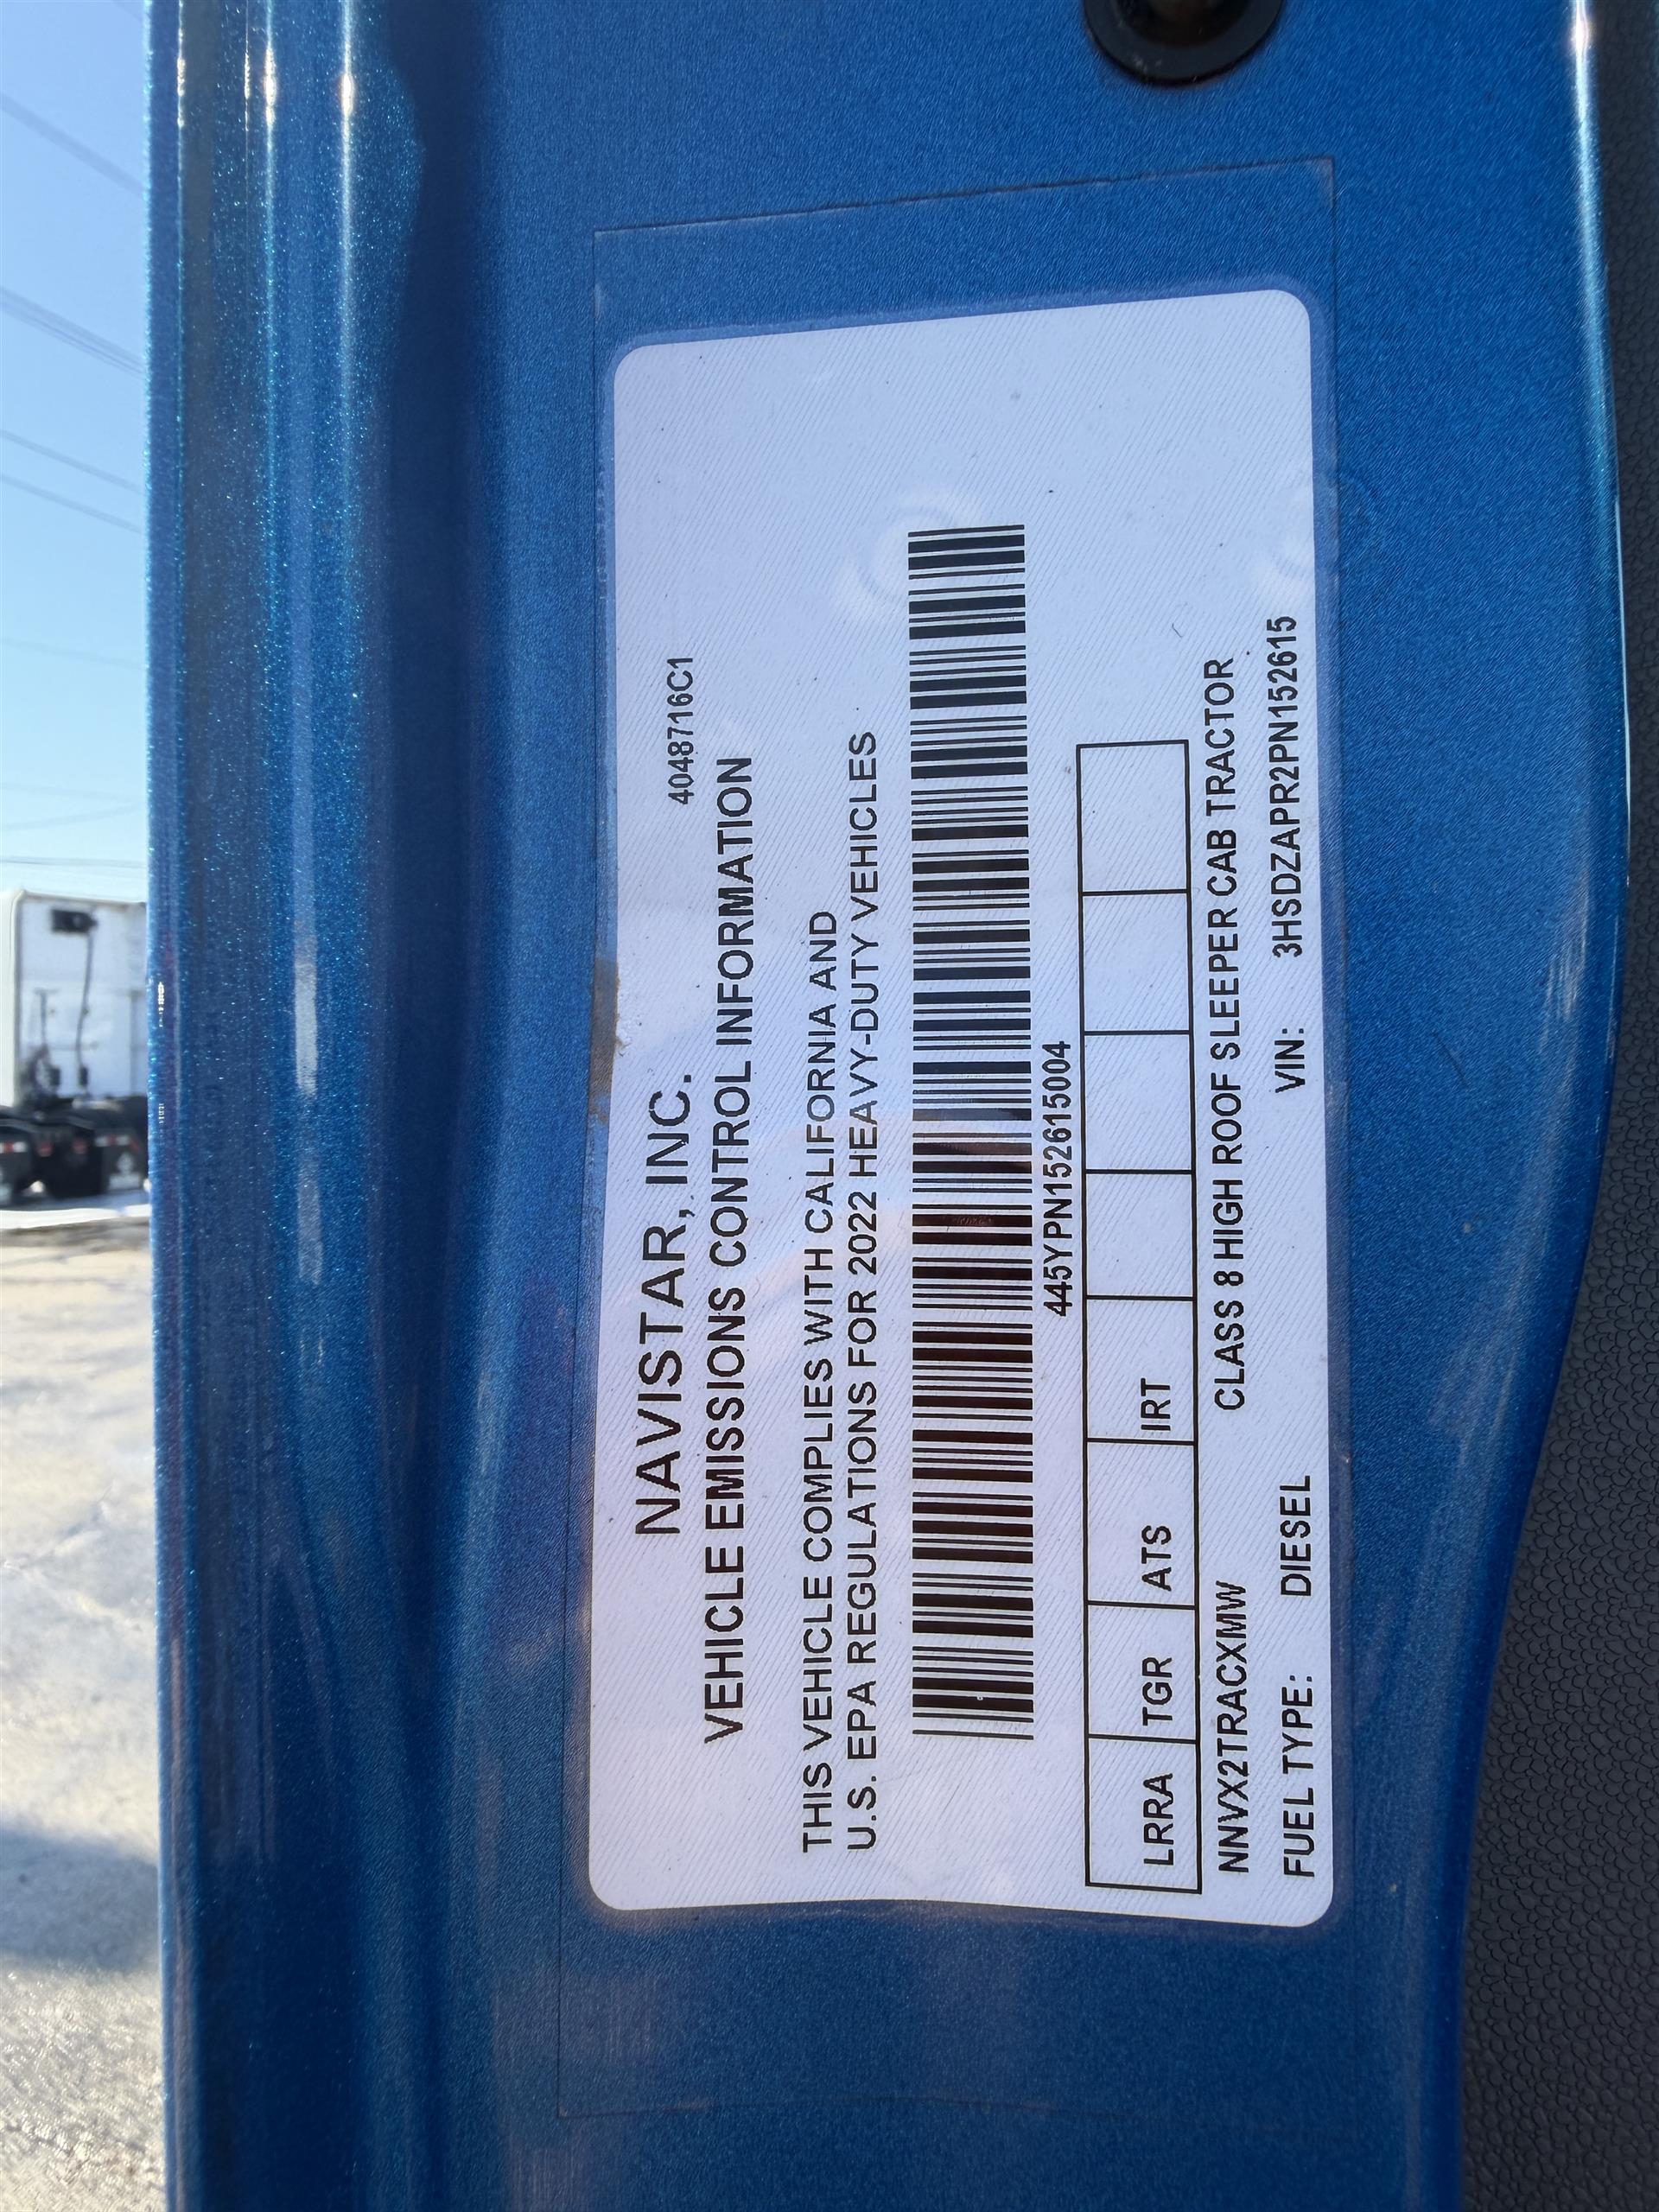 4048716C1
NAVISTAR, INC.
VEHICLE EMISSIONS CONTROL INFORMATION
THIS VEHICLE COMPLIES WITH CALIFORNIA AND
U.S. EPA REGULATIONS FOR 2022 HEAVY-DUTY VEHICLES
445YPN152615004
LRRA TGR ATS IRT
NNVX2TRACXMW CLASS 8 HIGH ROOF SLEEPER CAB TRACTOR
FUEL TYPE: DIESEL VIN: 3HSDZAPR2PN152615